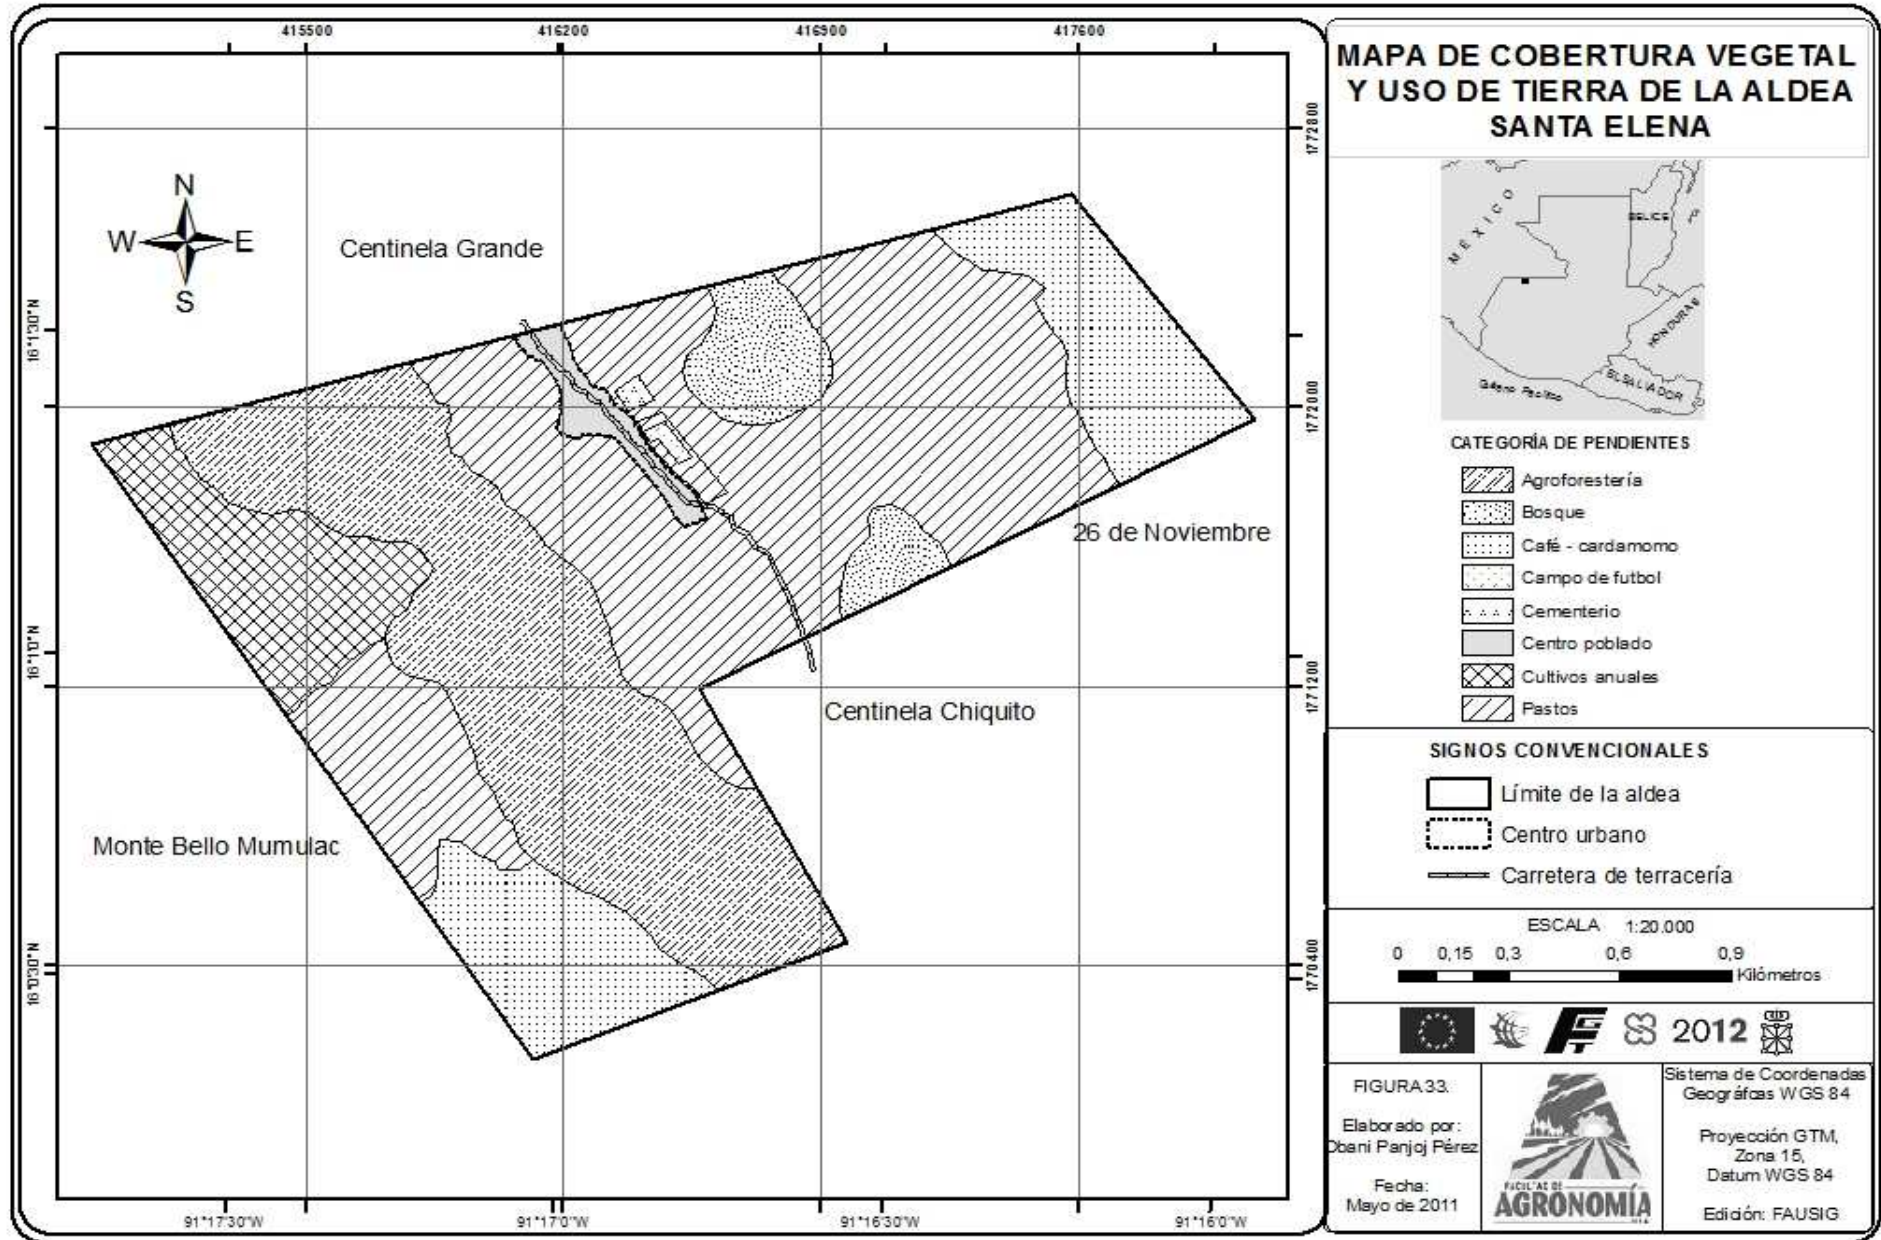 415500
416200
416900
417600
MAPA DE COBERTURA VEGETAL
Y USO DE TIERRA DE LA ALDEA
SANTA ELENA
1772800
1772000
1771200
1770400
16°1'30"N
16°1'0"N
16°0'30"N
N
W
E
S
Centinela Grande
26 de Noviembre
Centinela Chiquito
Monte Bello Mumulac
91°17'30"W
91°17'0"W
91°16'30"W
91°16'0"W
MEXICO
BELICE
HONDURAS
EL SALVADOR
CATEGORÍA DE PENDIENTES
Agroforestería
Bosque
Café - cardamomo
Campo de futbol
Cementerio
Centro poblado
Cultivos anuales
Pastos
SIGNOS CONVENCIONALES
Límite de la aldea
Centro urbano
Carretera de terracería
ESCALA 1:20.000
0 0,15 0,3 0,6 0,9
Kilómetros
2012
FIGURA 33.
Elaborado por:
Obani Panjoj Pérez
Fecha:
Mayo de 2011
FACULTAD DE
AGRONOMÍA
Sistema de Coordenadas
Geográfcas WGS 84
Proyección GTM,
Zona 15,
Datum WGS 84
Edición: FAUSIG